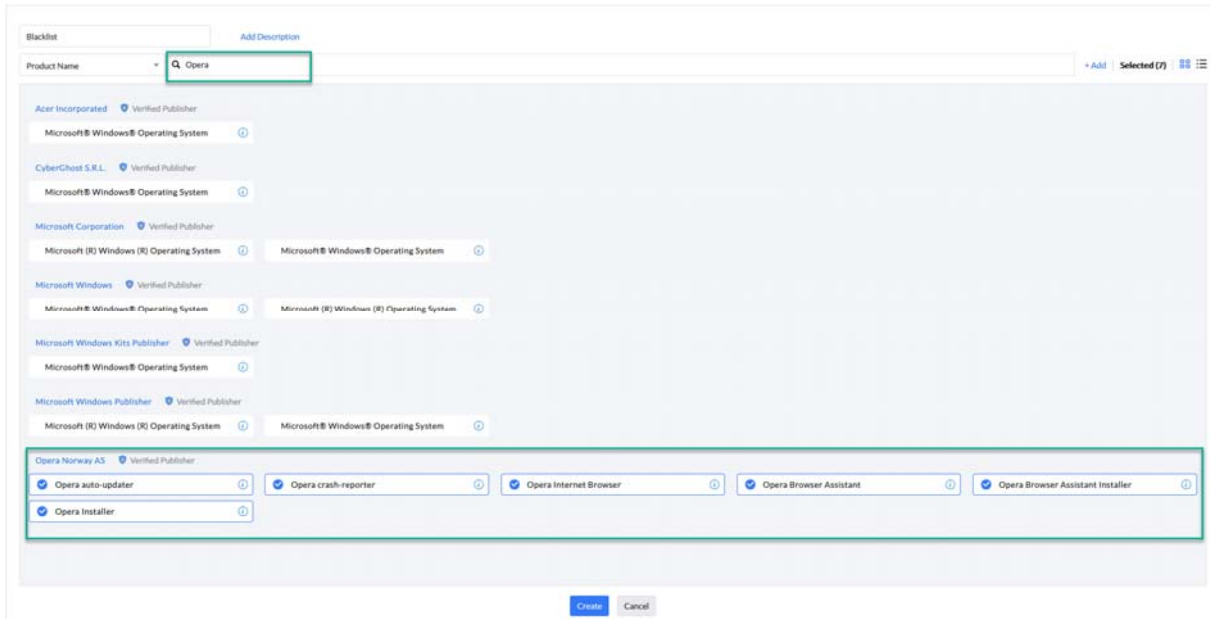 Blacklist Add Description
Product Name Opera + Add Selected (7)
Acer Incorporated Verified Publisher
Microsoft® Windows® Operating System
CyberGhost S.R.L. Verified Publisher
Microsoft® Windows® Operating System
Microsoft Corporation Verified Publisher
Microsoft (R) Windows (R) Operating System Microsoft® Windows® Operating System
Microsoft Windows Verified Publisher
Microsoft® Windows® Operating System Microsoft (R) Windows (R) Operating System
Microsoft Windows Kits Publisher Verified Publisher
Microsoft® Windows® Operating System
Microsoft Windows Publisher Verified Publisher
Microsoft (R) Windows (R) Operating System Microsoft® Windows® Operating System
Opera Norway AS Verified Publisher
Opera auto-updater Opera crash-reporter Opera Internet Browser Opera Browser Assistant Opera Browser Assistant Installer
Opera Installer
Create Cancel